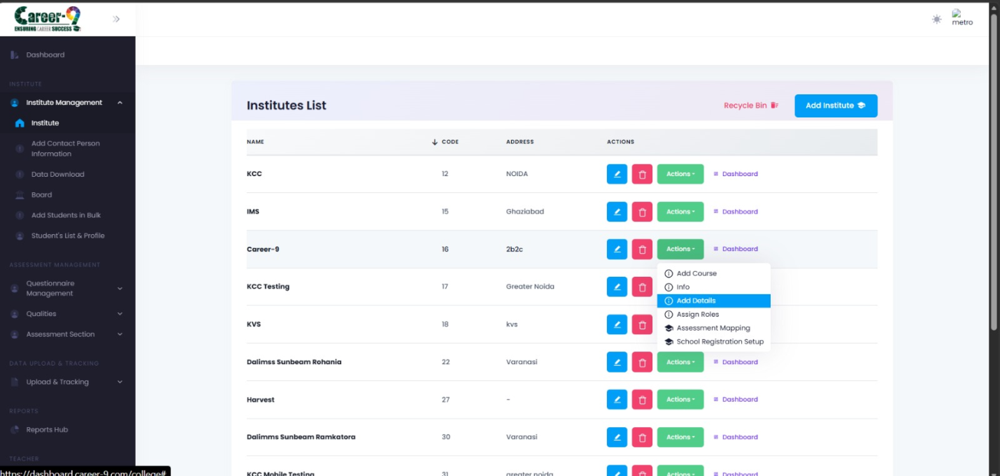 Career-9
ENSURING CAREER SUCCESS
metro
Dashboard
INSTITUTE
Institute Management
Institute
Add Contact Person
Information
Data Download
Board
Add Students in Bulk
Student's List & Profile
ASSESSMENT MANAGEMENT
Questionnaire
Management
Qualities
Assessment Section
DATA UPLOAD & TRACKING
Upload & Tracking
REPORTS
Reports Hub
TEACHER
https://dashboard.career-9.com/college#
Institutes List
Recycle Bin
Add Institute
NAME CODE ADDRESS ACTIONS
KCC 12 NOIDA Actions Dashboard
IMS 15 Ghaziabad Actions Dashboard
Career-9 16 2b2c Actions Dashboard
KCC Testing 17 Greater Noida
KVS 18 kvs
Add Course
Info
Add Details
Assign Roles
Assessment Mapping
School Registration Setup
Dalimss Sunbeam Rohania 22 Varanasi Actions Dashboard
Harvest 27 - Actions Dashboard
Dalimms Sunbeam Ramkatora 30 Varanasi Actions Dashboard
KCC Mobile Testing 31 greater noida Actions Dashboard